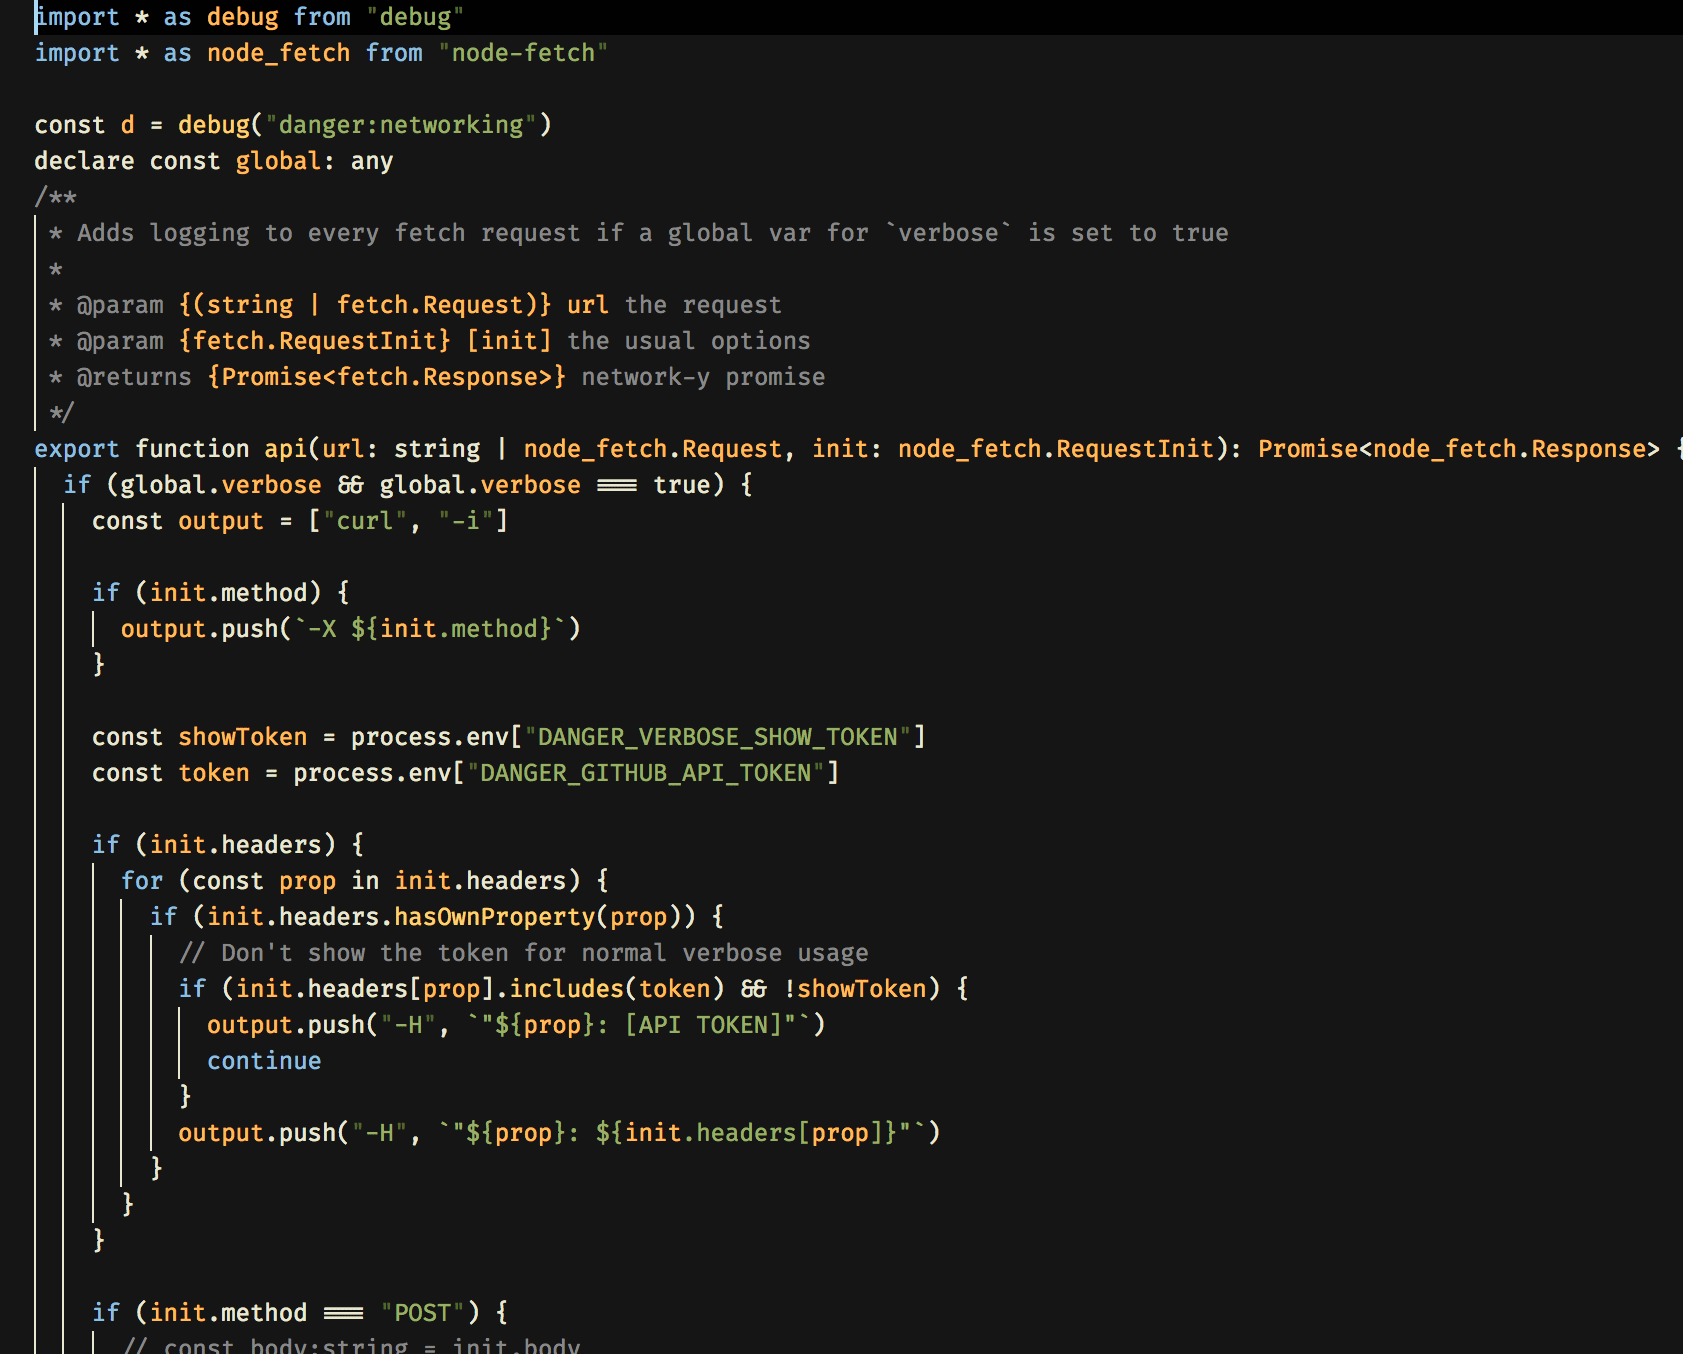 import * as debug from "debug"
import * as node_fetch from "node-fetch"
const d = debug("danger:networking")
declare const global: any
/**
* Adds logging to every fetch request if a global var for `verbose` is set to true
*
* @param {(string | fetch.Request)} url the request
* @param {fetch.RequestInit} [init] the usual options
* @returns {Promise<fetch.Response>} network-y promise
*/
export function api(url: string | node_fetch.Request, init: node_fetch.RequestInit): Promise<node_fetch.Response> {
if (global.verbose && global.verbose === true) {
const output = ["curl", "-i"]
if (init.method) {
output.push(`-X ${init.method}`)
}
const showToken = process.env["DANGER_VERBOSE_SHOW_TOKEN"]
const token = process.env["DANGER_GITHUB_API_TOKEN"]
if (init.headers) {
for (const prop in init.headers) {
if (init.headers.hasOwnProperty(prop)) {
// Don't show the token for normal verbose usage
if (init.headers[prop].includes(token) && !showToken) {
output.push("-H", `"${prop}: [API TOKEN]"`)
continue
}
output.push("-H", `"${prop}: ${init.headers[prop]}"`)
}
}
}
if (init.method === "POST") {
// const body:string = init.body